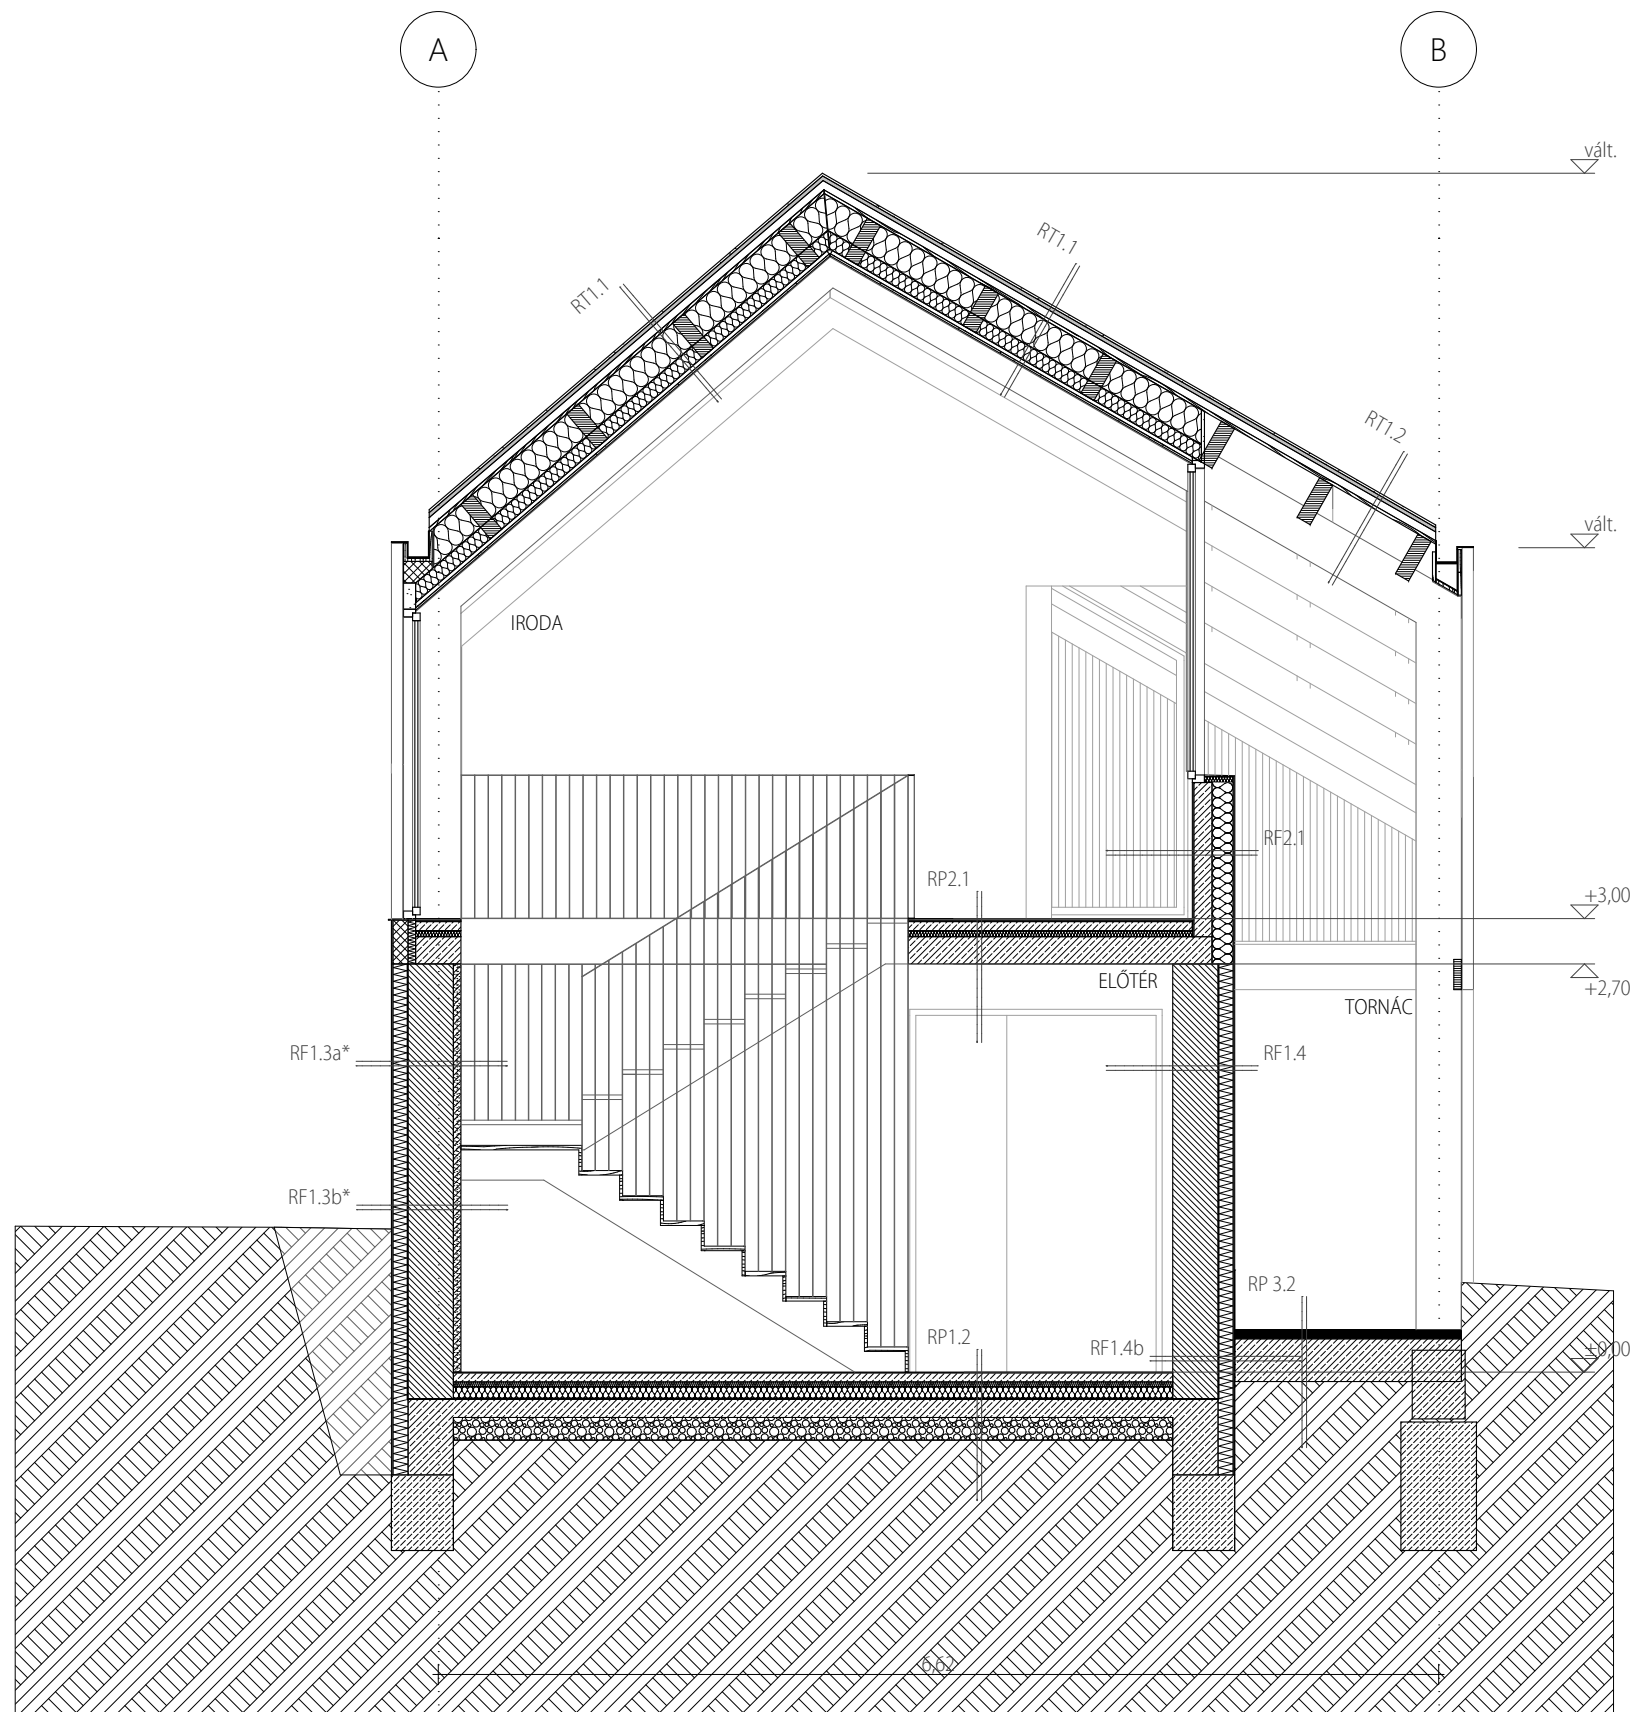 A
B
vált.
RT1.1
RT1.1
RT1.2
vált.
IRODA
RF2.1
RP2.1
+3,00
ELŐTÉR
+2,70
TORNÁC
RF1.3a*
RF1.4
RF1.3b*
RP 3.2
RP1.2
RF1.4b
±0,00
6,62